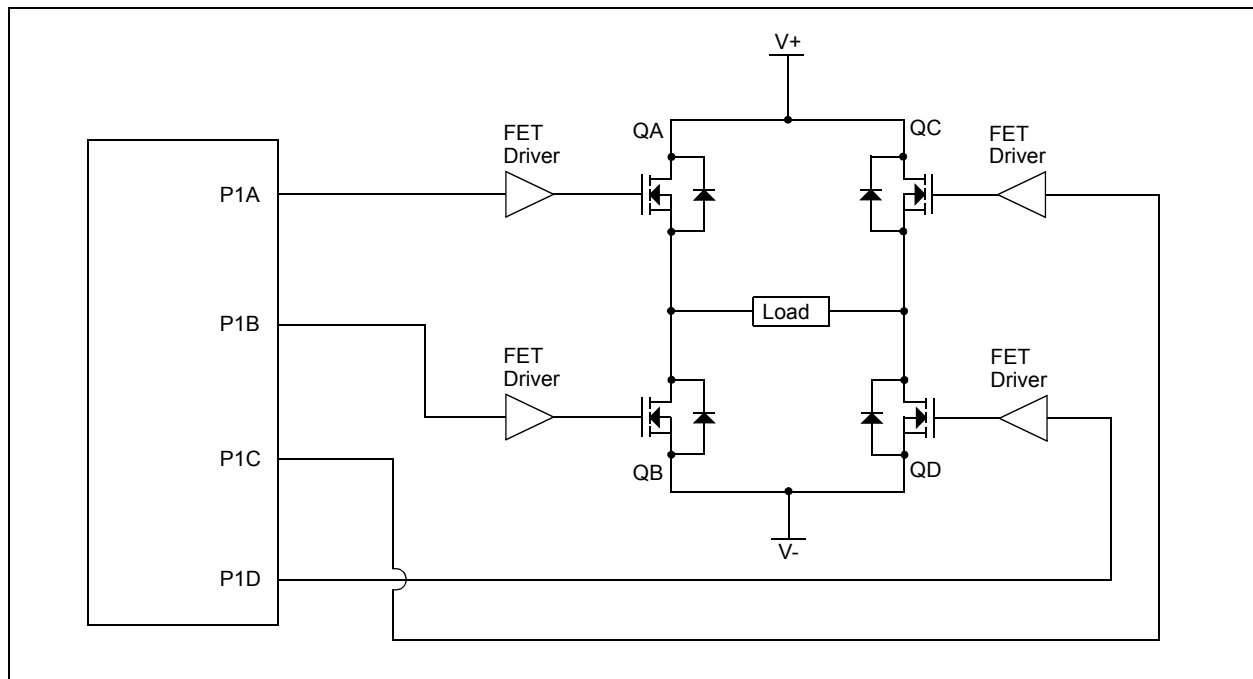 V+
QA
QC
FET
Driver
FET
Driver
P1A
P1B
Load
FET
Driver
FET
Driver
P1C
QB
QD
V-
P1D